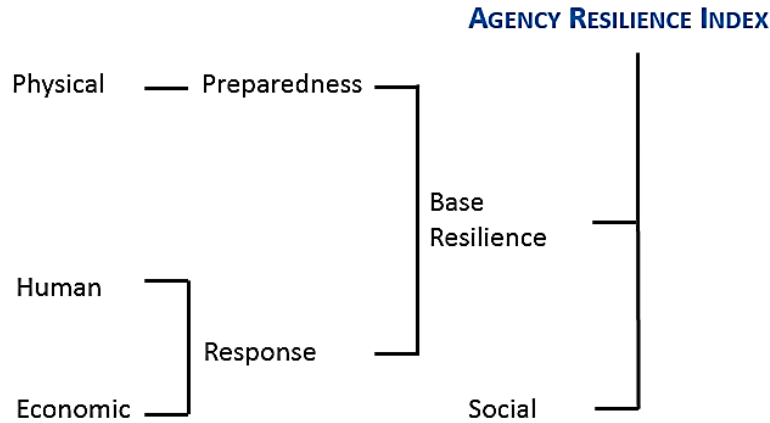 AGENCY RESILIENCE INDEX
Physical
Preparedness
Base
Resilience
Human
Response
Economic
Social